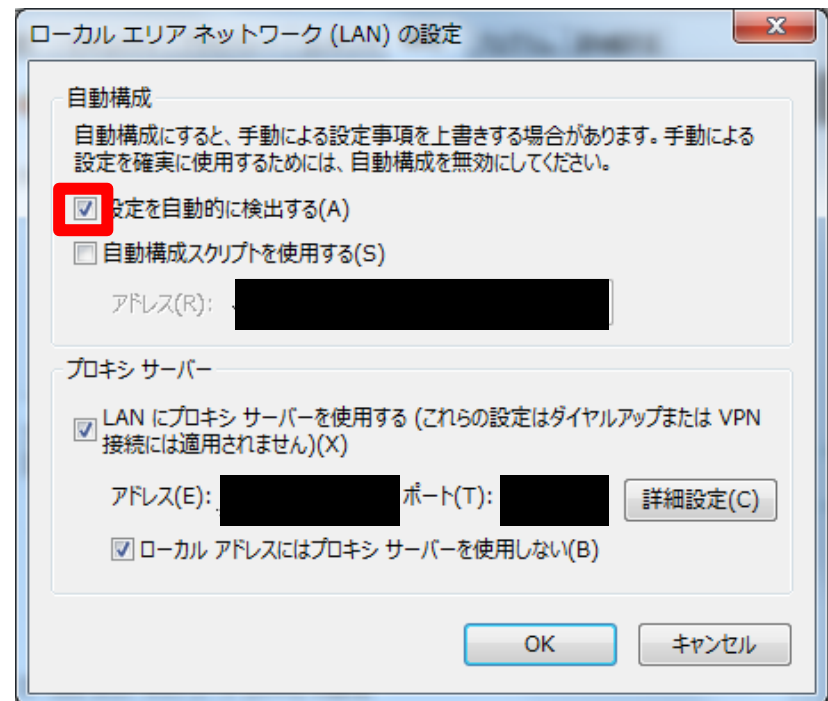 ローカル エリア ネットワーク (LAN) の設定
自動構成
自動構成にすると、手動による設定事項を上書きする場合があります。手動による
設定を確実に使用するためには、自動構成を無効にしてください。
設定を自動的に検出する(A)
自動構成スクリプトを使用する(S)
アドレス(R):
プロキシ サーバー
LAN にプロキシ サーバーを使用する (これらの設定はダイヤルアップまたは VPN
接続には適用されません)(X)
アドレス(E): ポート(T): 詳細設定(C)
ローカル アドレスにはプロキシ サーバーを使用しない(B)
OK キャンセル